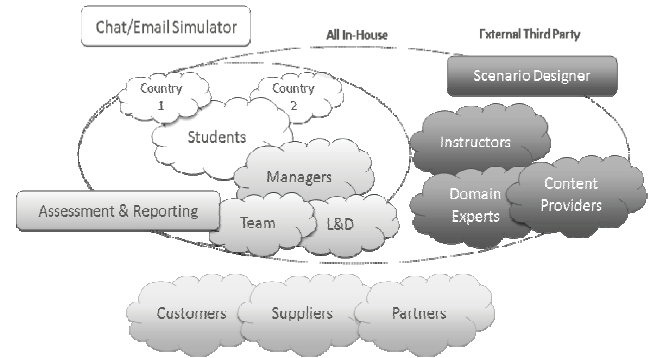 Chat/Email Simulator
All In-House
External Third Party
Scenario Designer
Country
1
Country
2
Students
Instructors
Managers
Domain
Experts
Content
Providers
Assessment & Reporting
Team
L&D
Customers
Suppliers
Partners